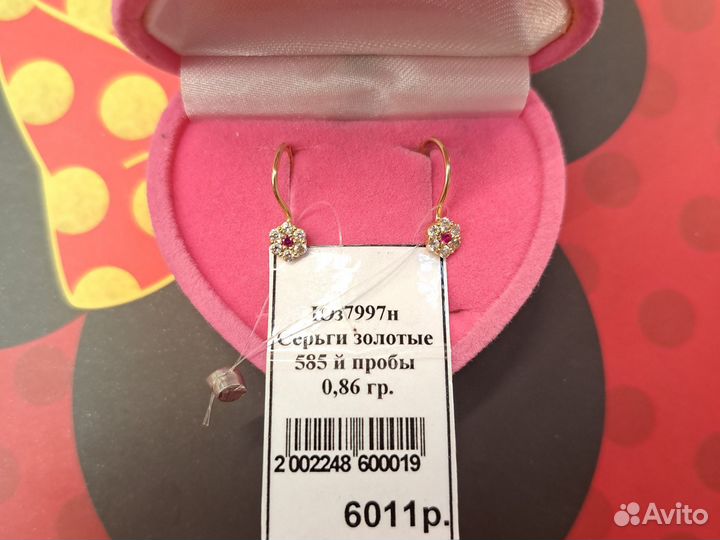 Юз7997н
Серьги золотые
585 й пробы
0,86 гр.
2 002248 600019
6011р.
Avito